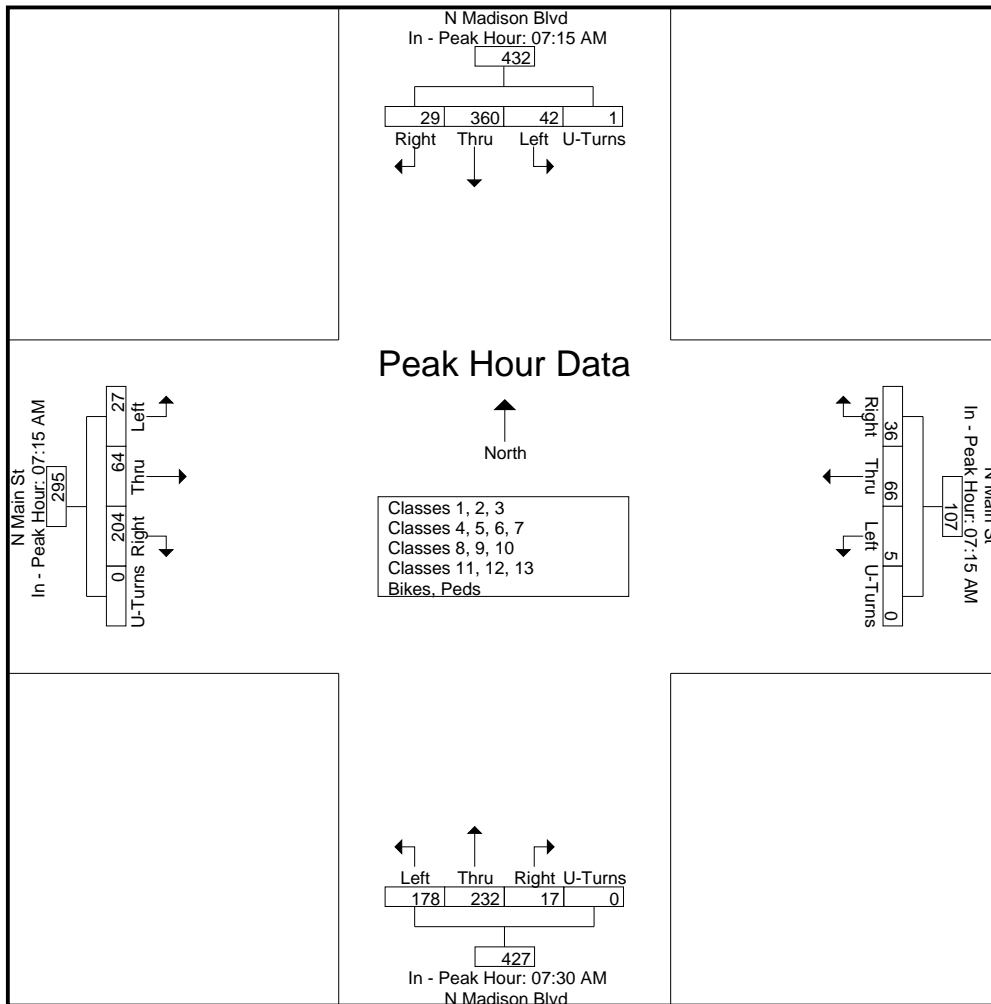 N Madison Blvd
In - Peak Hour: 07:15 AM
432
29 360 42 1
Right Thru Left U-Turns
Peak Hour Data
North
Classes 1, 2, 3
Classes 4, 5, 6, 7
Classes 8, 9, 10
Classes 11, 12, 13
Bikes, Peds
N Main St
In - Peak Hour: 07:15 AM
295
27 64 204 0
Left Thru Right U-Turns
N Main St
In - Peak Hour: 07:15 AM
107
36 66 5 0
Right Thru Left U-Turns
Left Thru Right U-Turns
178 232 17 0
427
In - Peak Hour: 07:30 AM
N Madison Blvd